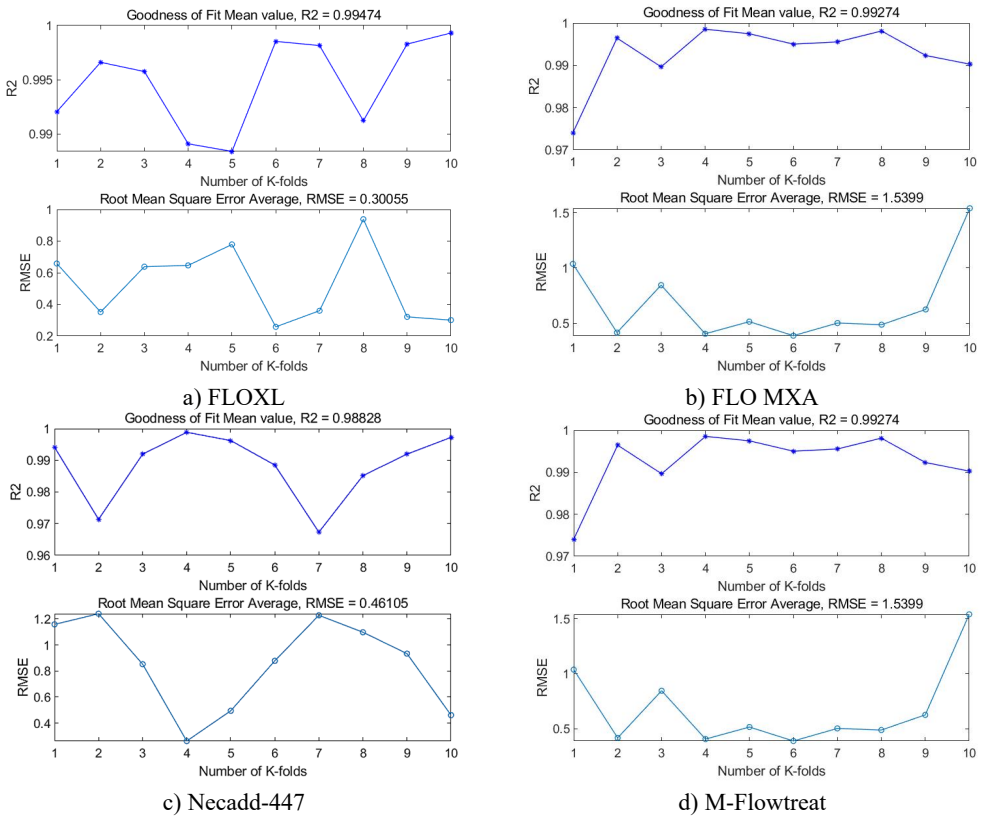 Goodness of Fit Mean value, R2 = 0.99474
1
0.995
0.99
R2
1 2 3 4 5 6 7 8 9 10
Number of K-folds
Root Mean Square Error Average, RMSE = 0.30055
0.8
0.6
0.4
0.2
RMSE
1 2 3 4 5 6 7 8 9 10
Number of K-folds
a) FLOXL
Goodness of Fit Mean value, R2 = 0.99274
1
0.99
0.98
0.97
R2
1 2 3 4 5 6 7 8 9 10
Number of K-folds
Root Mean Square Error Average, RMSE = 1.5399
1.5
1
0.5
RMSE
1 2 3 4 5 6 7 8 9 10
Number of K-folds
b) FLO MXA
Goodness of Fit Mean value, R2 = 0.98828
1
0.99
0.98
0.97
0.96
R2
1 2 3 4 5 6 7 8 9 10
Number of K-folds
Root Mean Square Error Average, RMSE = 0.46105
1.2
1
0.8
0.6
0.4
RMSE
1 2 3 4 5 6 7 8 9 10
Number of K-folds
c) Necadd-447
Goodness of Fit Mean value, R2 = 0.99274
1
0.99
0.98
0.97
R2
1 2 3 4 5 6 7 8 9 10
Number of K-folds
Root Mean Square Error Average, RMSE = 1.5399
1.5
1
0.5
RMSE
1 2 3 4 5 6 7 8 9 10
Number of K-folds
d) M-Flowtreat